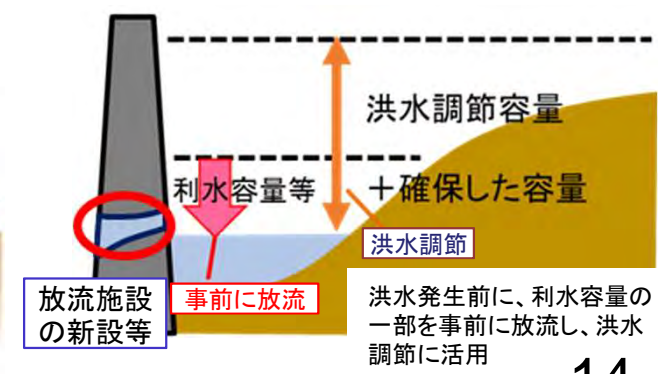 洪水調節容量
利水容量等
＋確保した容量
洪水調節
放流施設
の新設等
事前に放流
洪水発生前に、利水容量の
一部を事前に放流し、洪水
調節に活用
14